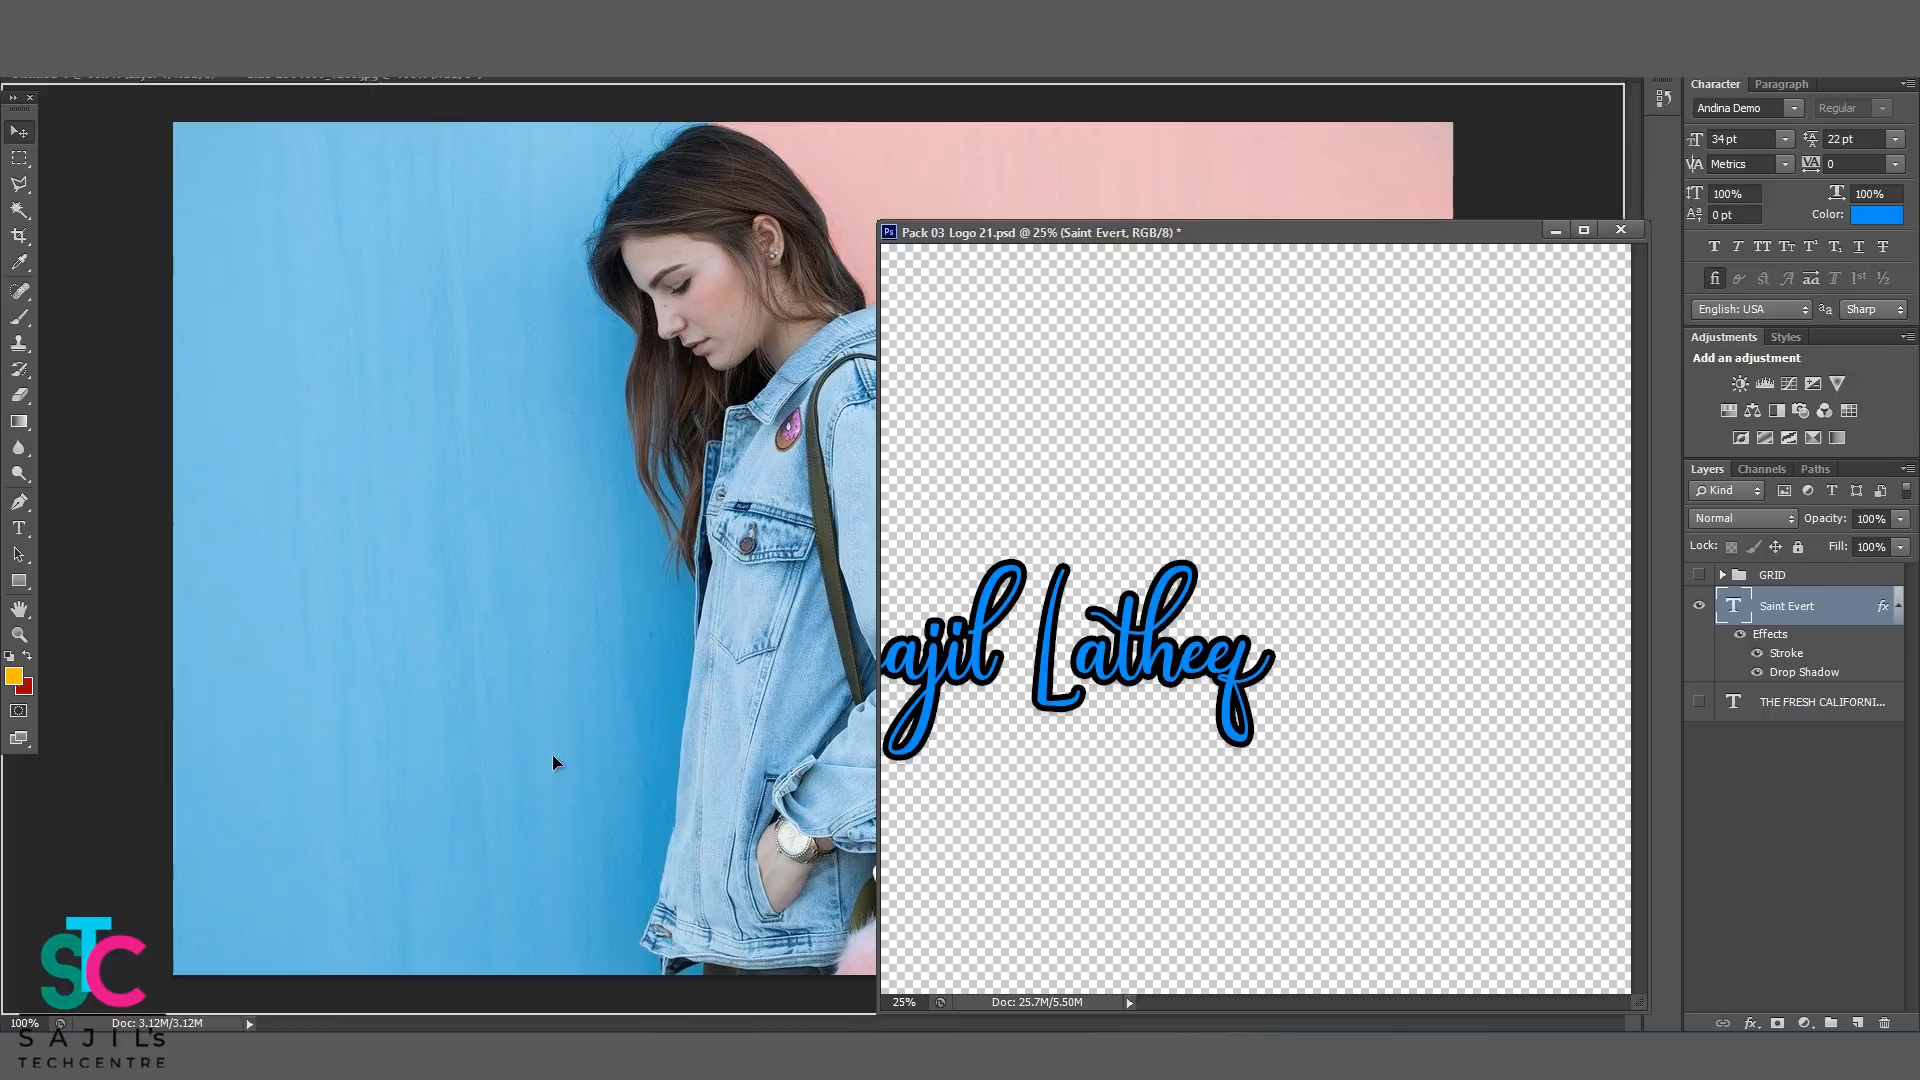 Character Paragraph
Andina Demo Regular
34 pt 22 pt
Metrics 0
100% 100%
0 pt Color:
English: USA Sharp
Adjustments Styles
Add an adjustment
Layers Channels Paths
Kind
Normal Opacity: 100%
Lock: Fill: 100%
GRID
Saint Evert fx
Effects
Stroke
Drop Shadow
THE FRESH CALIFORNI...
Ps Pack 03 Logo 21.psd @ 25% (Saint Evert, RGB/8) *
ajil Latheef
25% Doc: 25.7M/5.50M
100% Doc: 3.12M/3.12M
STC
SAJIL's
TECHCENTRE